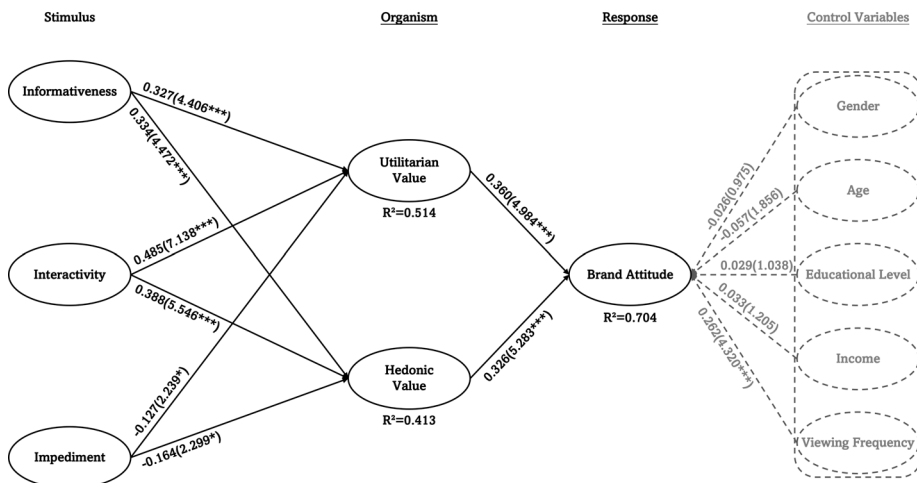 Stimulus
Organism
Response
Control Variables
Informativeness
0.327(4.406***)
0.334(4.472***)
Utilitarian
Value
R²=0.514
0.485(7.138***)
Interactivity
0.388(5.546***)
Hedonic
Value
R²=0.413
-0.127(2.239*)
-0.164(2.299*)
Impediment
0.360(4.984***)
0.326(5.283***)
Brand Attitude
R²=0.704
-0.026(0.975)
-0.057(1.856)
0.029(1.038)
0.033(1.205)
0.262(4.320***)
Gender
Age
Educational Level
Income
Viewing Frequency